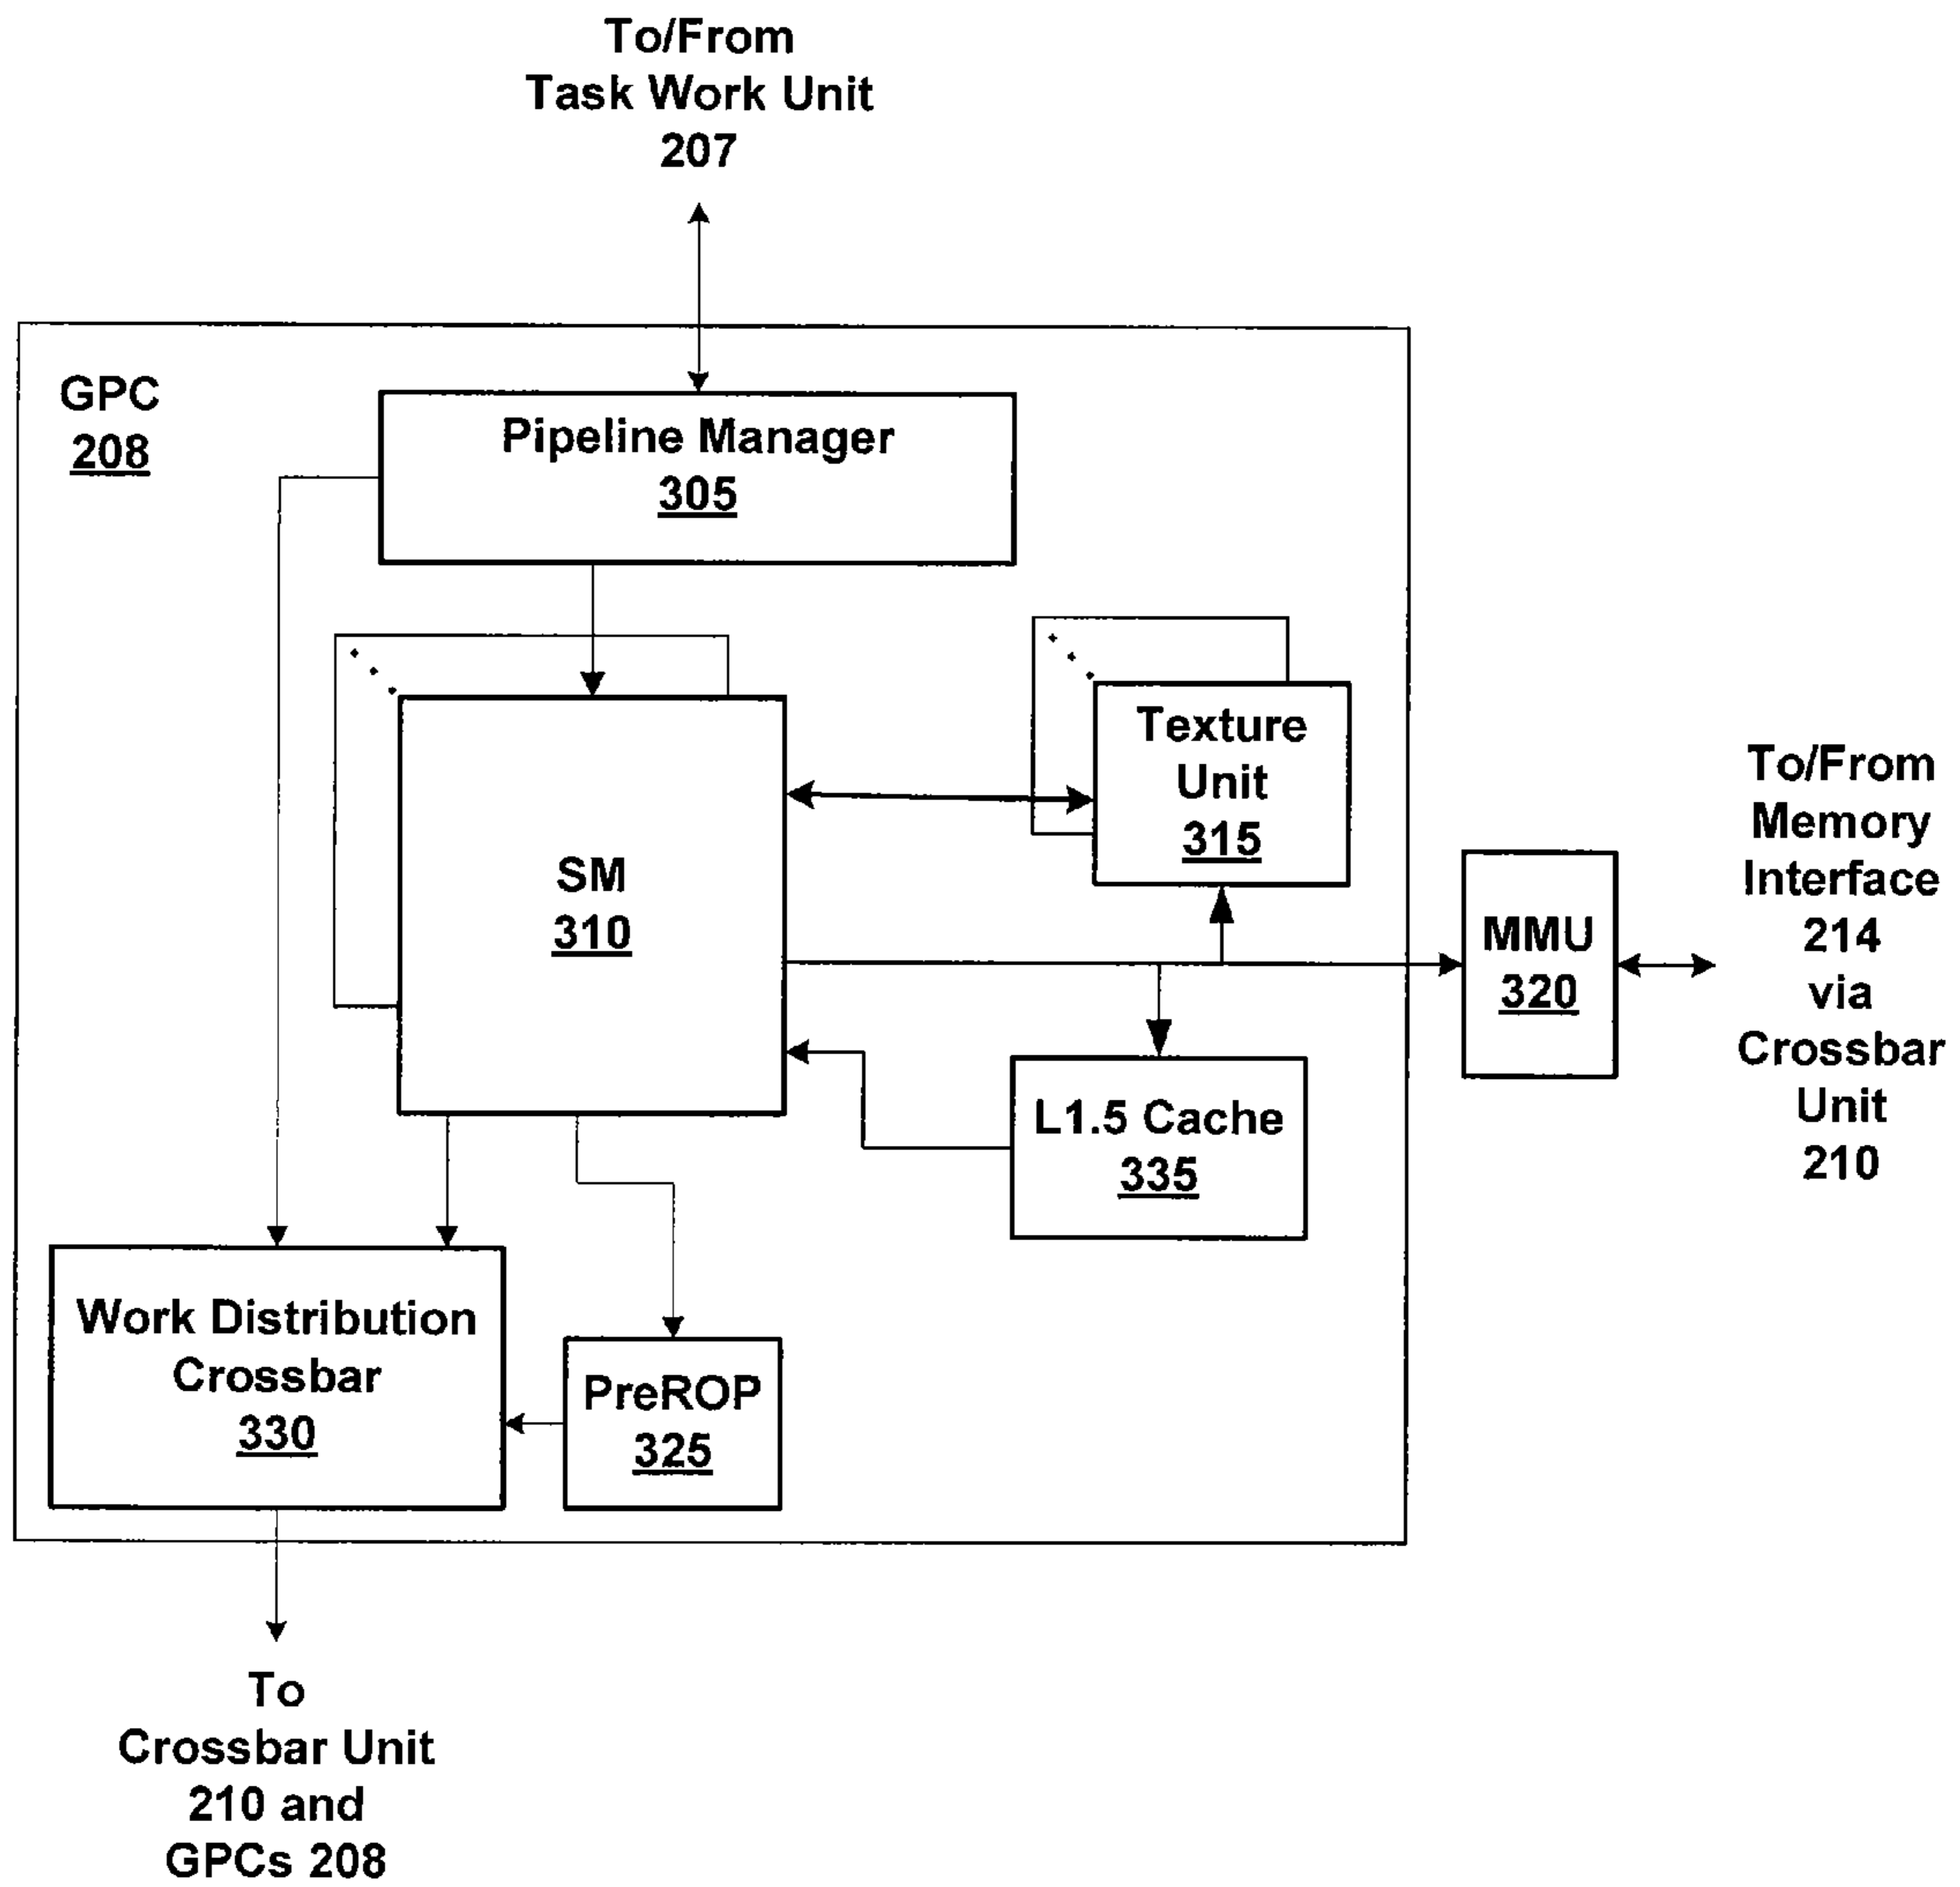 To/From
Task Work Unit
207
GPC
208
Pipeline Manager
305
Texture
Unit
315
SM
310
To/From
Memory
Interface
214
via
Crossbar
Unit
210
MMU
320
L1.5 Cache
335
Work Distribution
Crossbar
330
PreROP
325
To
Crossbar Unit
210 and
GPCs 208